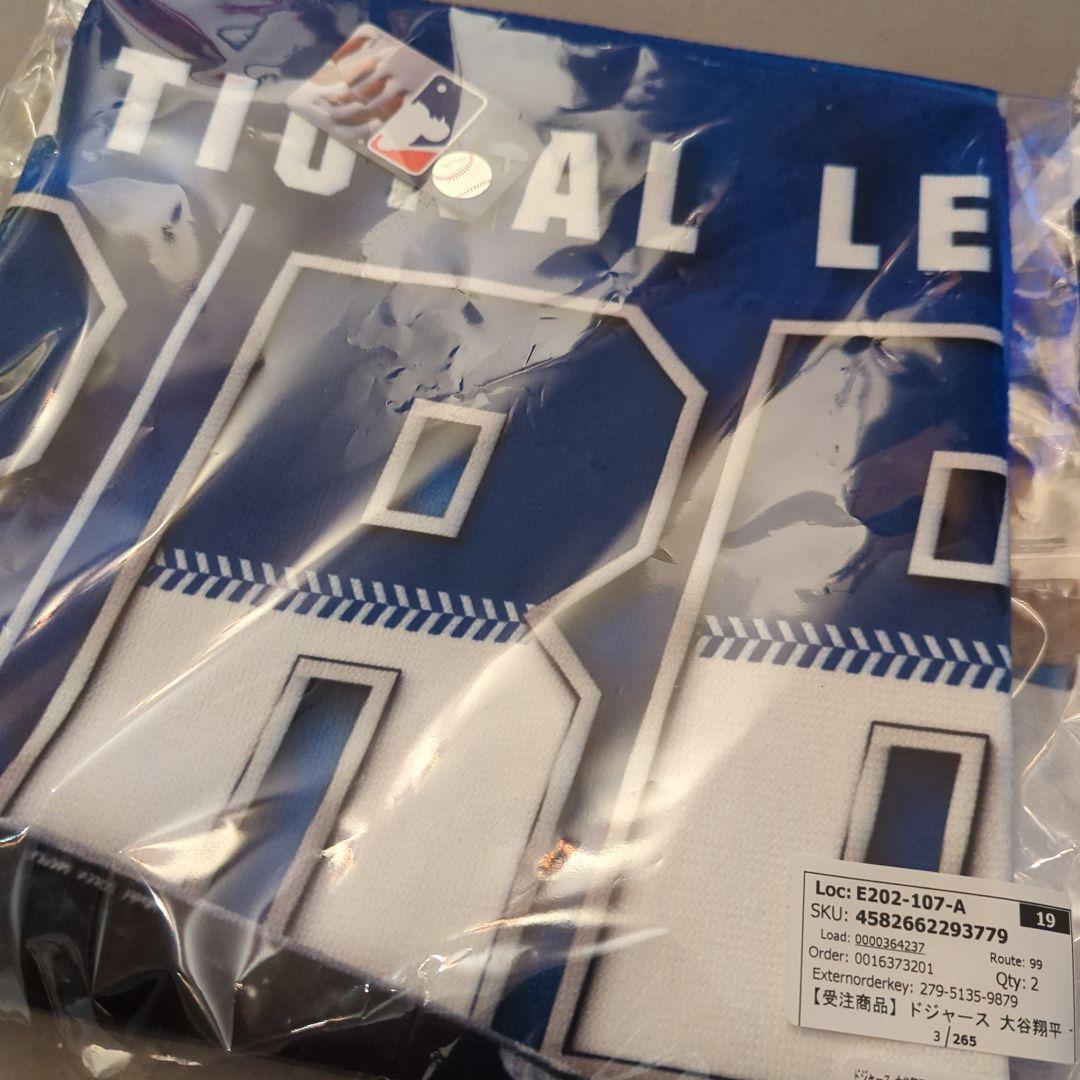 TIONAL LE
RR
Loc: E202-107-A
19
SKU: 4582662293779
Load: 0000364237
Route: 99
Order: 0016373201
Qty: 2
Externorderkey: 279-5135-9879
【受注商品】ドジャース 大谷翔平
3/265